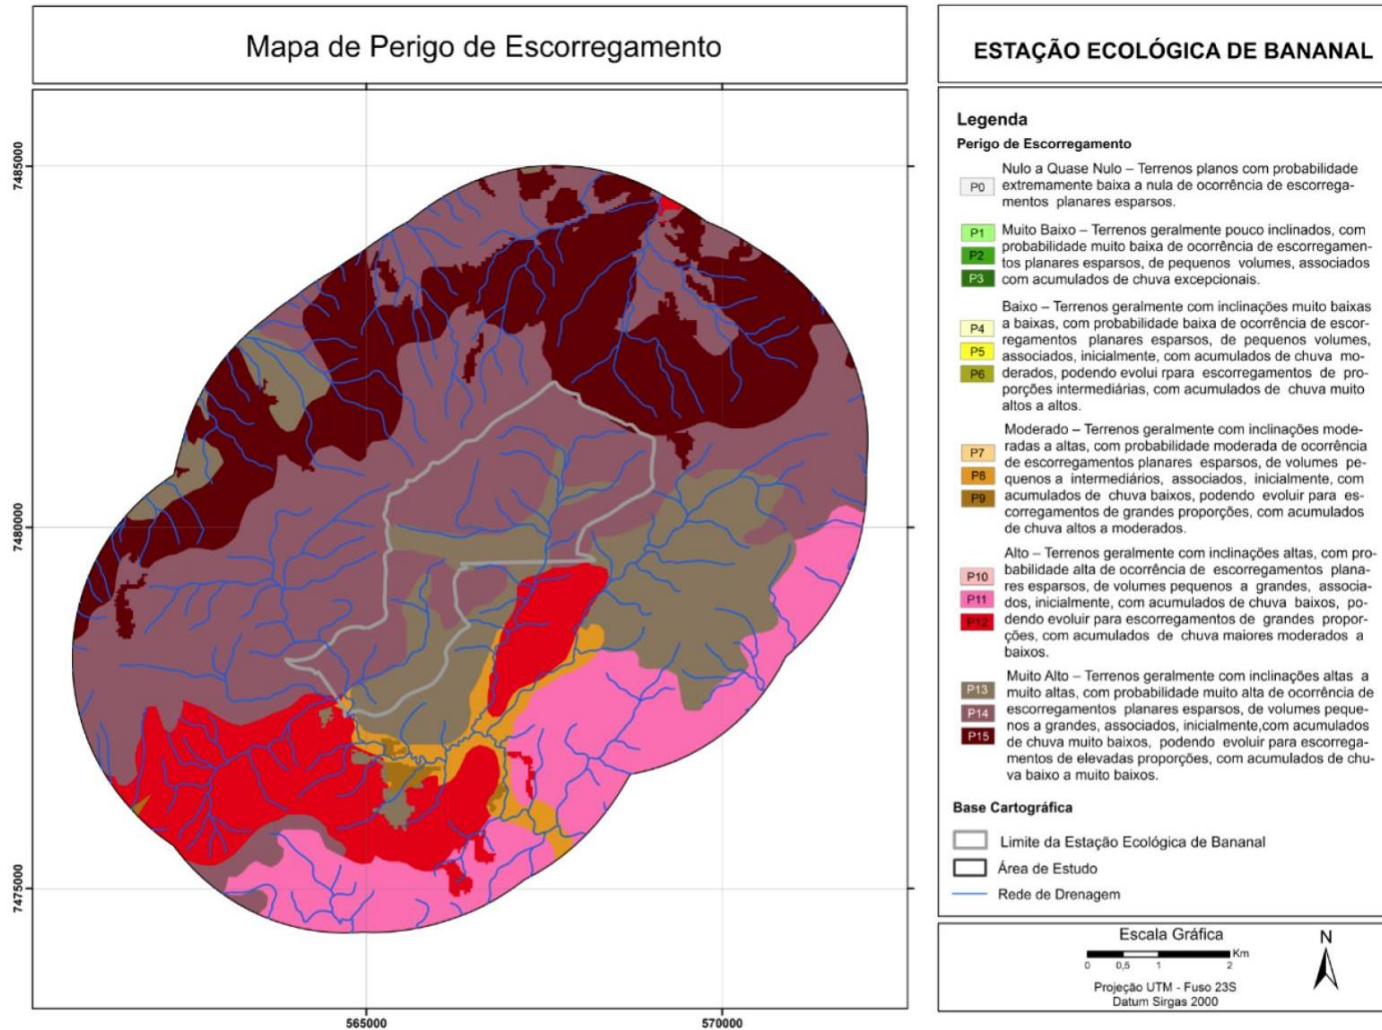 Mapa de Perigo de Escorregamento
ESTAÇÃO ECOLÓGICA DE BANANAL
7485000
7480000
7475000
565000
570000
Legenda
Perigo de Escorregamento
P0
Nulo a Quase Nulo – Terrenos planos com probabilidade
extremamente baixa a nula de ocorrência de escorrega-
mentos planares esparsos.
P1
P2
P3
Muito Baixo – Terrenos geralmente pouco inclinados, com
probabilidade muito baixa de ocorrência de escorregamen-
tos planares esparsos, de pequenos volumes, associados
com acumulados de chuva excepcionais.
P4
P5
P6
Baixo – Terrenos geralmente com inclinações muito baixas
a baixas, com probabilidade baixa de ocorrência de escor-
regamentos planares esparsos, de pequenos volumes,
associados, inicialmente, com acumulados de chuva mo-
derados, podendo evolui rpara escorregamentos de pro-
porções intermediárias, com acumulados de chuva muito
altos a altos.
P7
P8
P9
Moderado – Terrenos geralmente com inclinações mode-
radas a altas, com probabilidade moderada de ocorrência
de escorregamentos planares esparsos, de volumes pe-
quenos a intermediários, associados, inicialmente, com
acumulados de chuva baixos, podendo evoluir para es-
corregamentos de grandes proporções, com acumulados
de chuva altos a moderados.
P10
P11
P12
Alto – Terrenos geralmente com inclinações altas, com pro-
babilidade alta de ocorrência de escorregamentos plana-
res esparsos, de volumes pequenos a grandes, associa-
dos, inicialmente, com acumulados de chuva baixos, po-
dendo evoluir para escorregamentos de grandes propor-
ções, com acumulados de chuva maiores moderados a
baixos.
P13
P14
P15
Muito Alto – Terrenos geralmente com inclinações altas a
muito altas, com probabilidade muito alta de ocorrência de
escorregamentos planares esparsos, de volumes peque-
nos a grandes, associados, inicialmente,com acumulados
de chuva muito baixos, podendo evoluir para escorrega-
mentos de elevadas proporções, com acumulados de chu-
va baixo a muito baixos.
Base Cartográfica
Limite da Estação Ecológica de Bananal
Área de Estudo
Rede de Drenagem
Escala Gráfica
Km
0 0,5 1 2
Projeção UTM - Fuso 23S
Datum Sirgas 2000
N